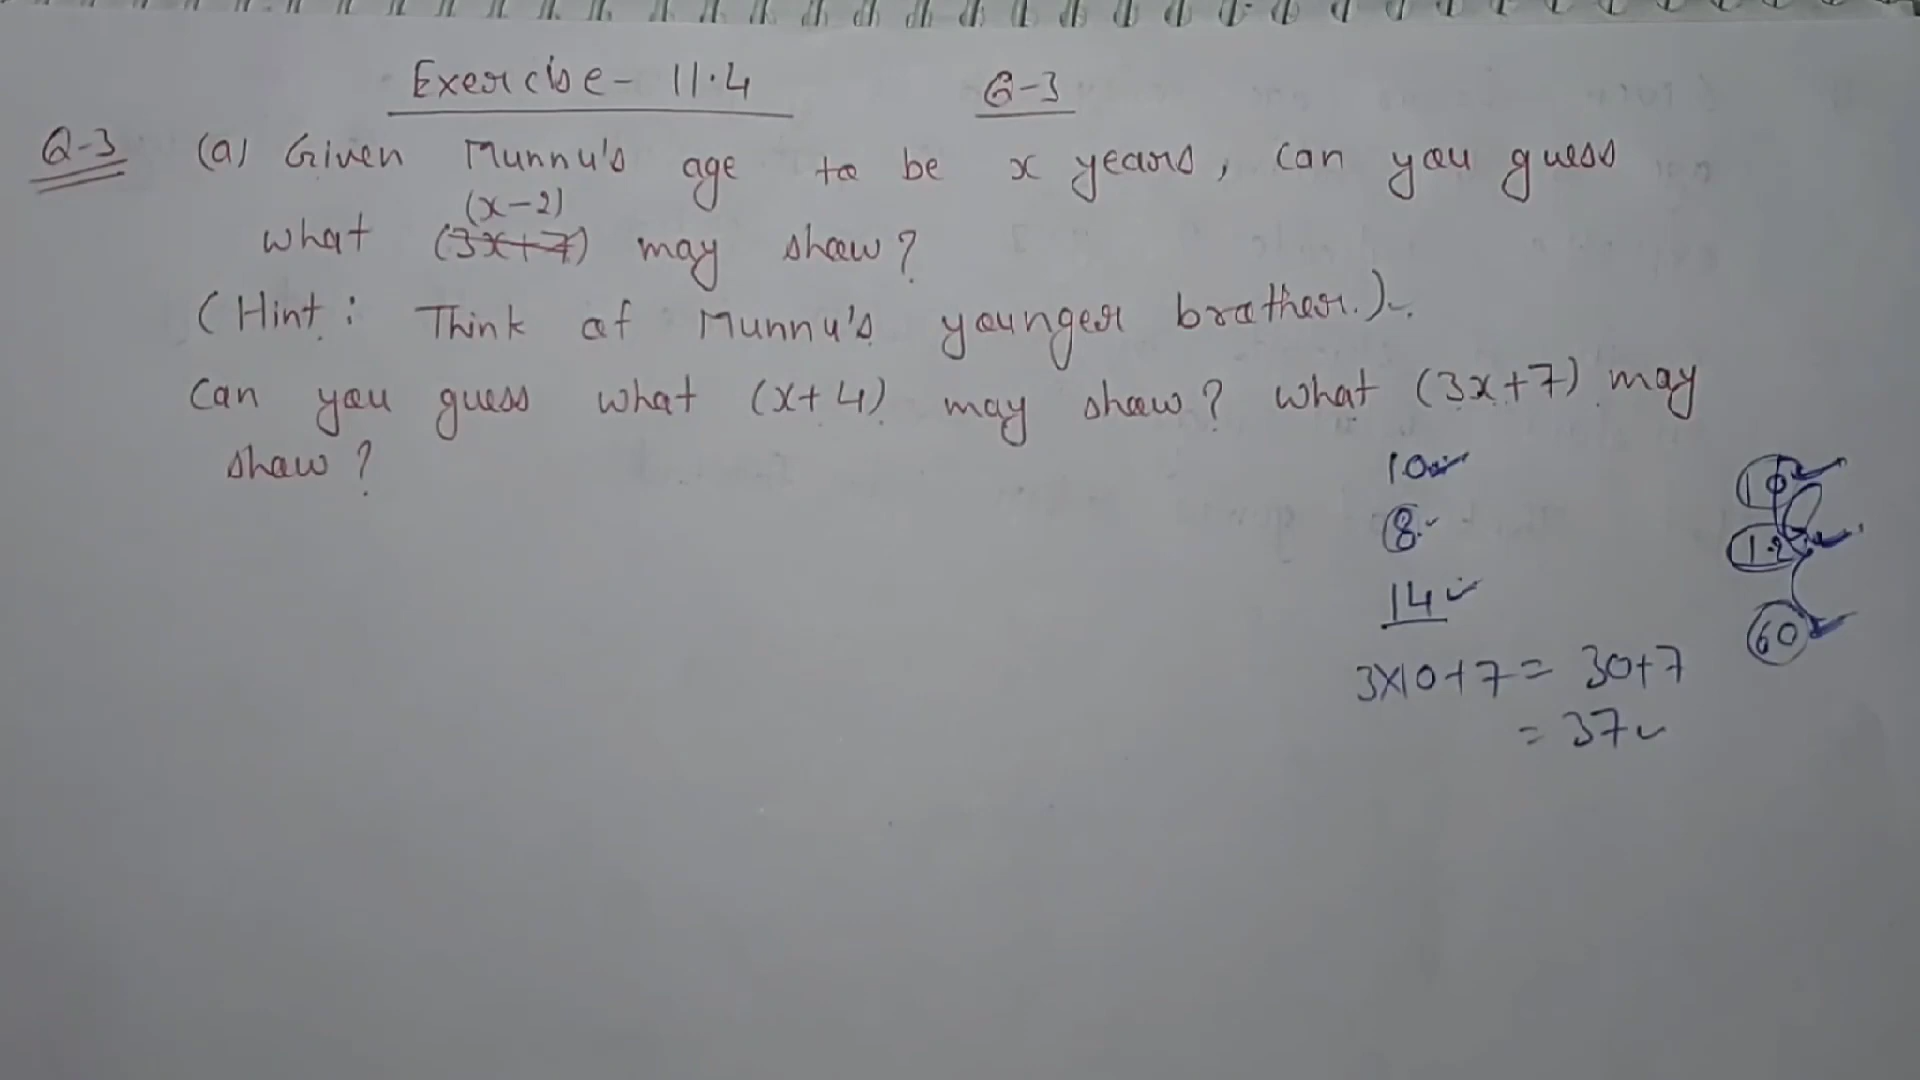 Exercise- 11.4 Q-3
Q-3 (a) Given Munnu's age to be x years, can you guess
(x-2)
what (3x+7) may show?
(Hint: Think of Munnu's younger brother.)
Can you guess what (x+4) may show? what (3x+7) may
show?
10
8
14
3x10+7= 30+7
= 37
10
12
60